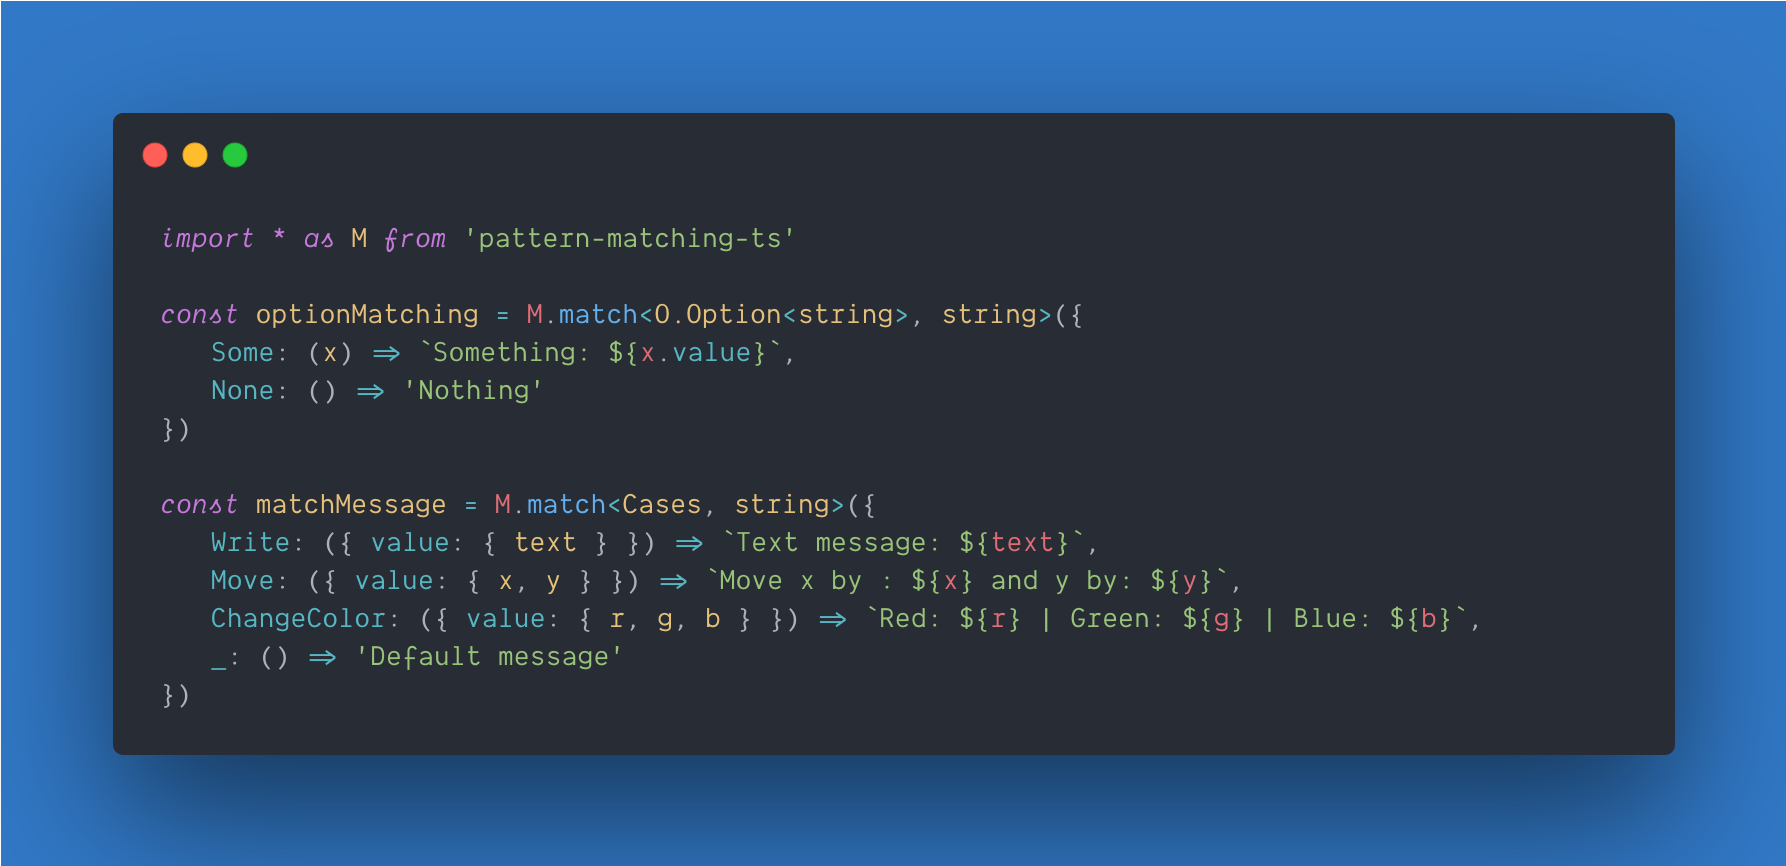 import * as M from 'pattern-matching-ts'
const optionMatching = M.match<O.Option<string>, string>({
Some: (x) => `Something: ${x.value}`,
None: () => 'Nothing'
})
const matchMessage = M.match<Cases, string>({
Write: ({ value: { text } }) => `Text message: ${text}`,
Move: ({ value: { x, y } }) => `Move x by : ${x} and y by: ${y}`,
ChangeColor: ({ value: { r, g, b } }) => `Red: ${r} | Green: ${g} | Blue: ${b}`,
_: () => 'Default message'
})